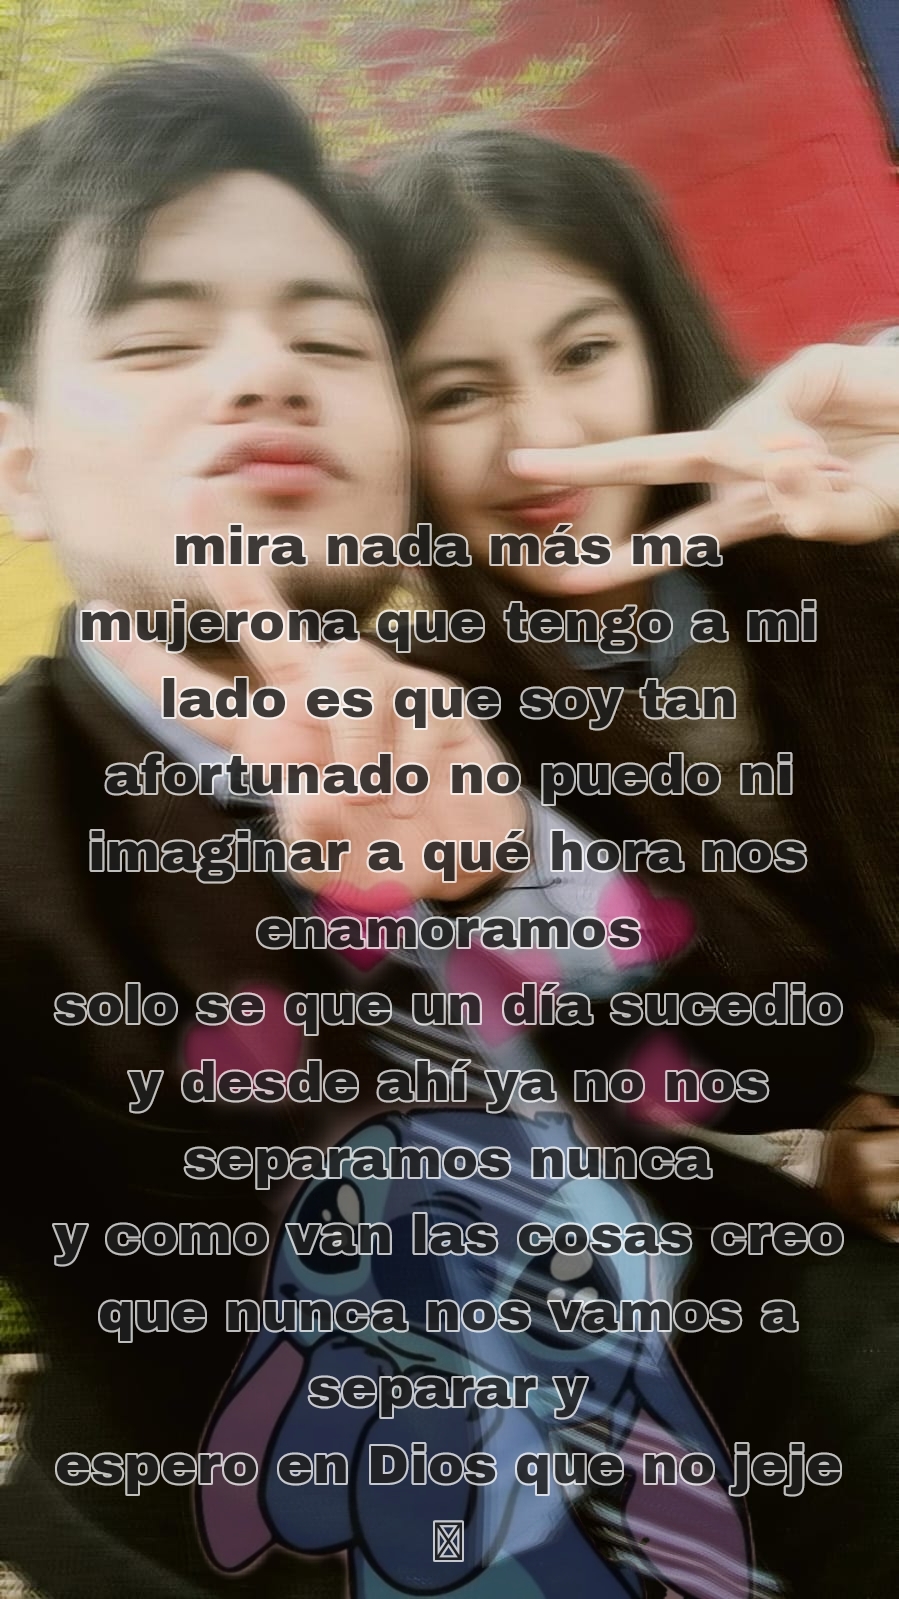 mira nada más ma
mujerona que tengo a mi
lado es que soy tan
afortunado no puedo ni
imaginar a qué hora nos
enamoramos
solo se que un día sucedio
y desde ahí ya no nos
separamos nunca
y como van las cosas creo
que nunca nos vamos a
separar y
espero en Dios que no jeje